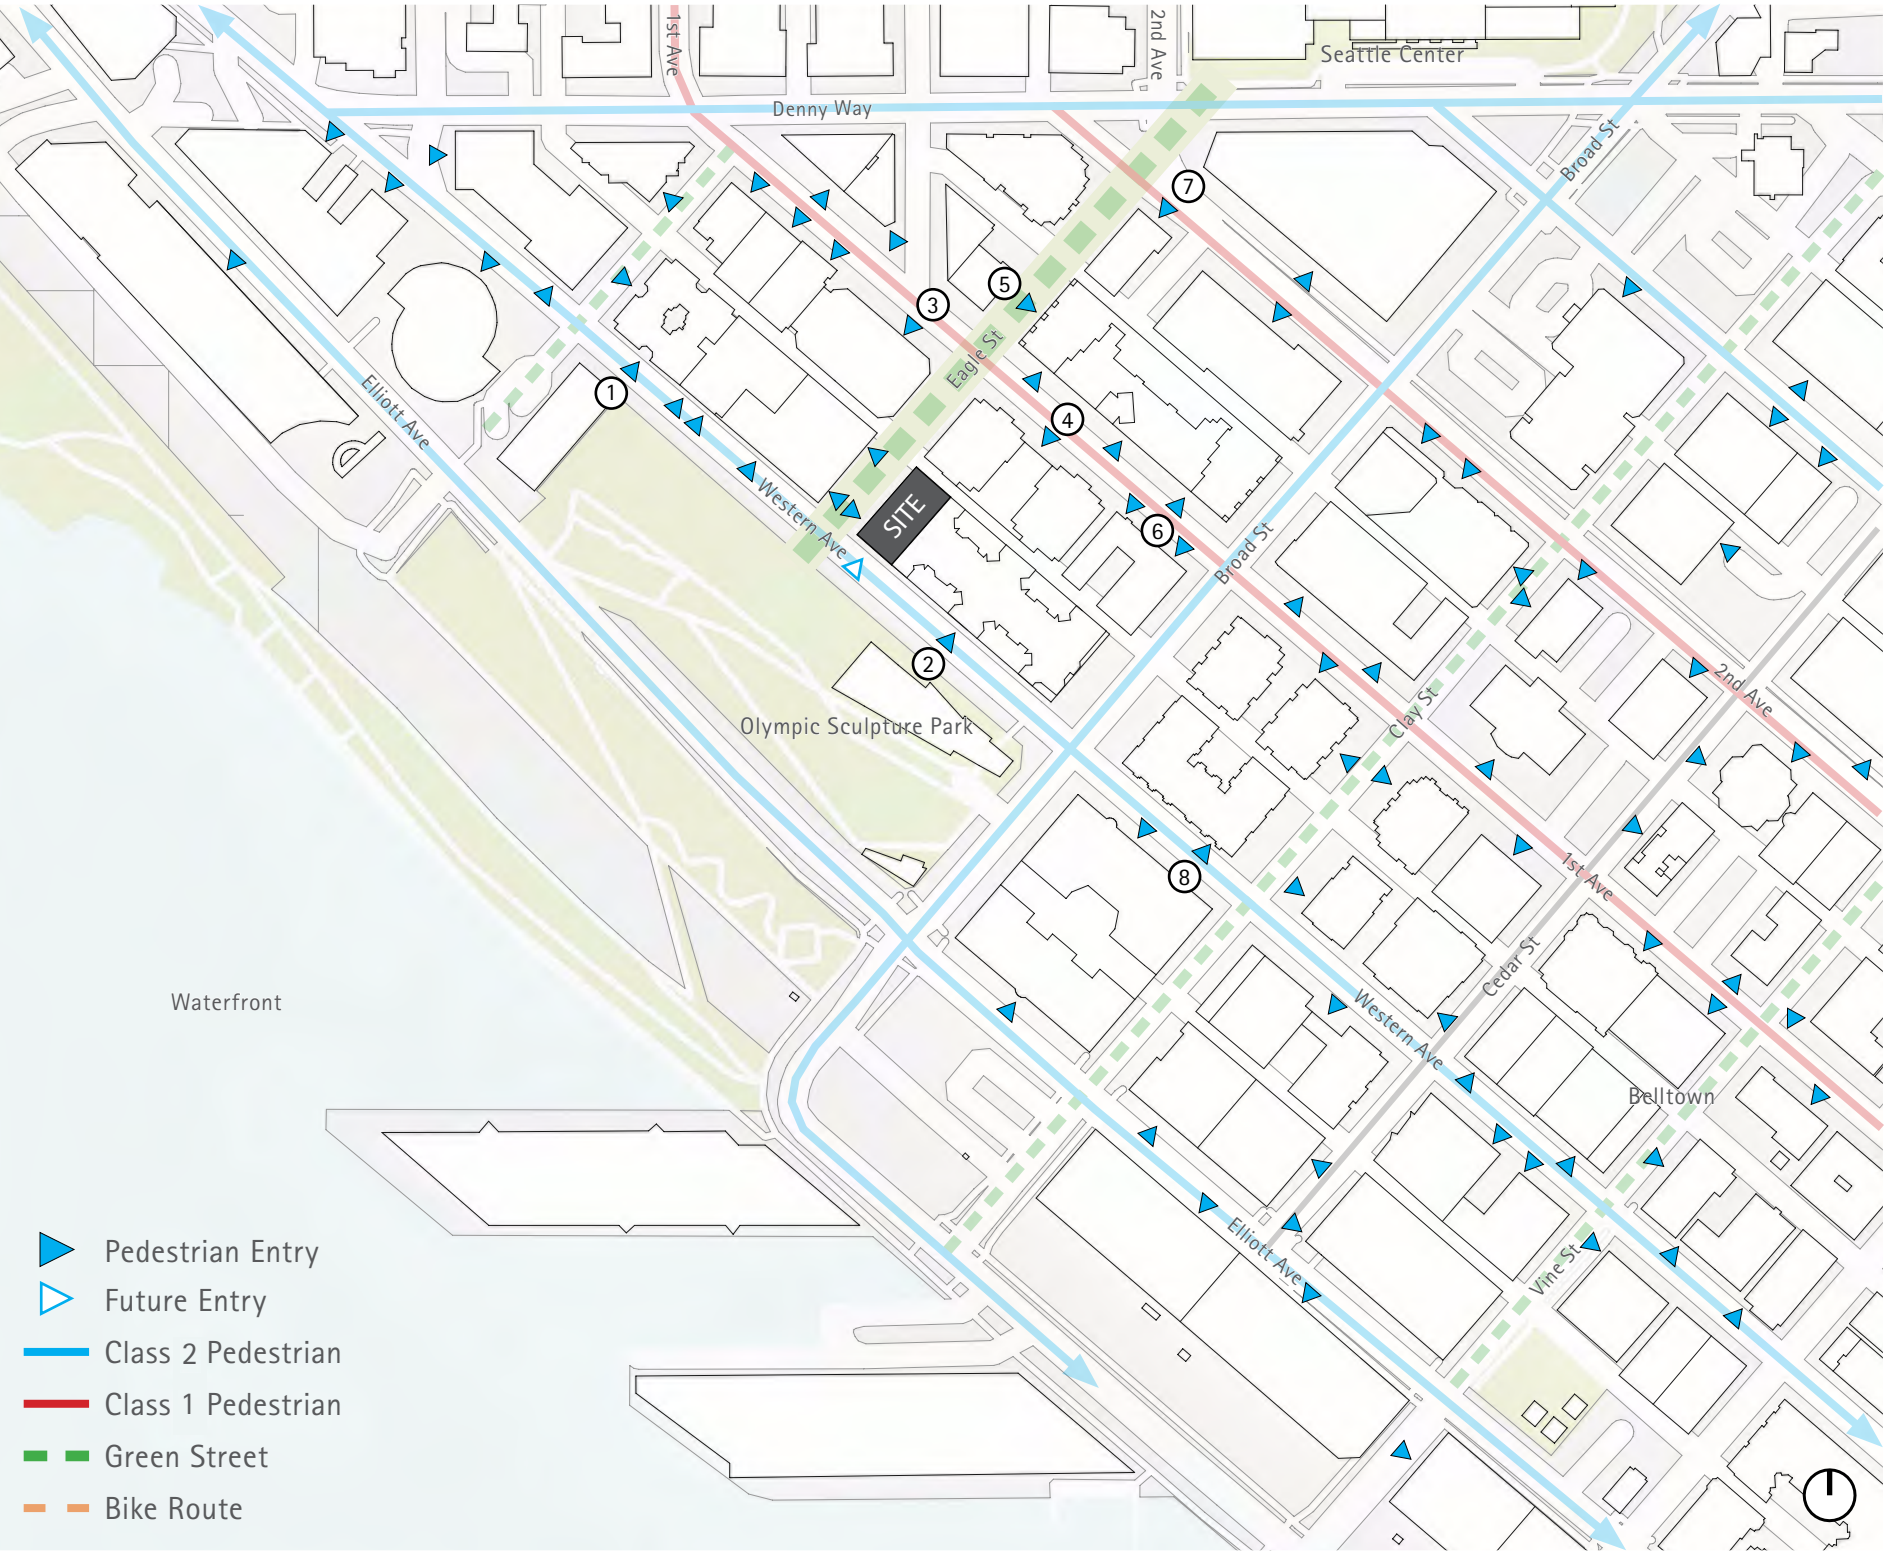 1st Ave
2nd Ave
Seattle Center
Denny Way
Broad St
7
5
3
Eagle St
1
Elliott Ave
4
SITE
Western Ave
6
Broad St
2
Olympic Sculpture Park
Clay St
2nd Ave
8
1st Ave
Cedar St
Waterfront
Western Ave
Belltown
Elliott Ave
Vine St
Pedestrian Entry
Future Entry
Class 2 Pedestrian
Class 1 Pedestrian
Green Street
Bike Route